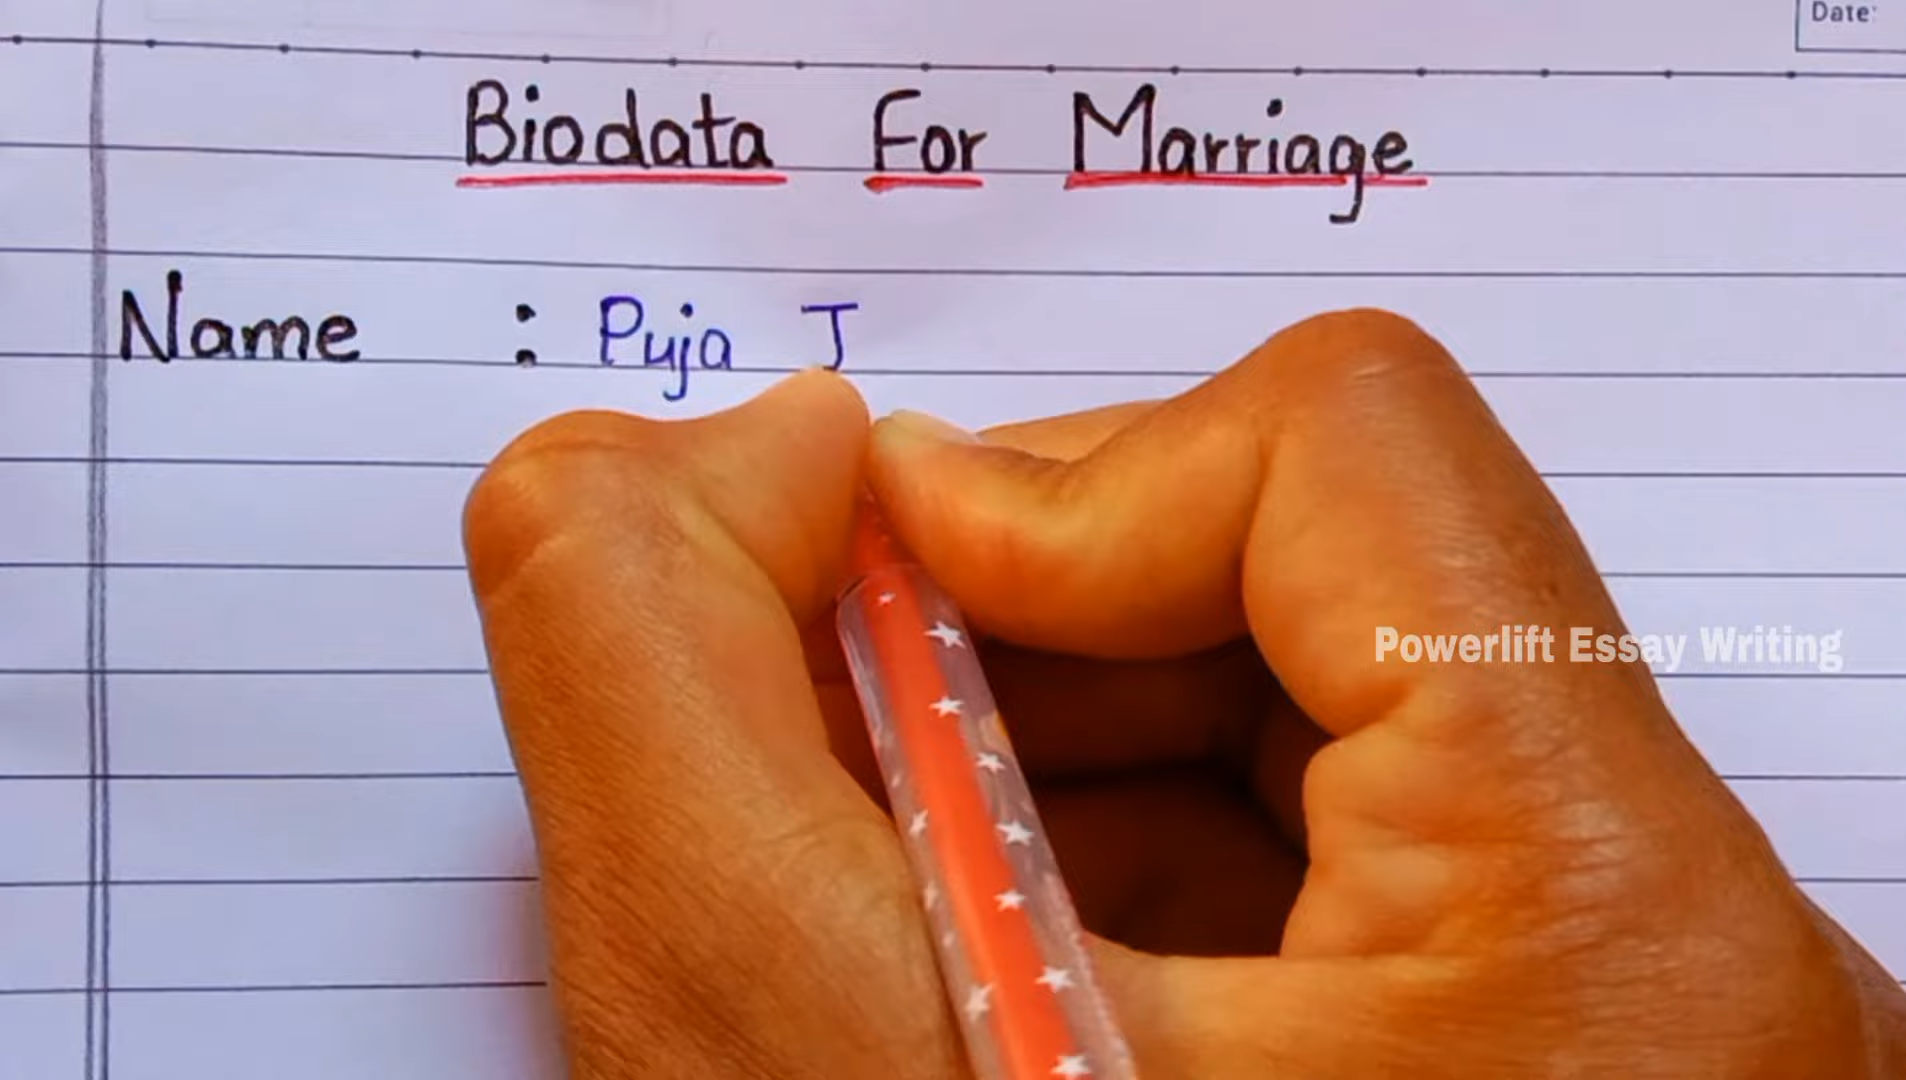 Date:
Biodata For Marriage
Name : Puja J
Powerlift Essay Writing